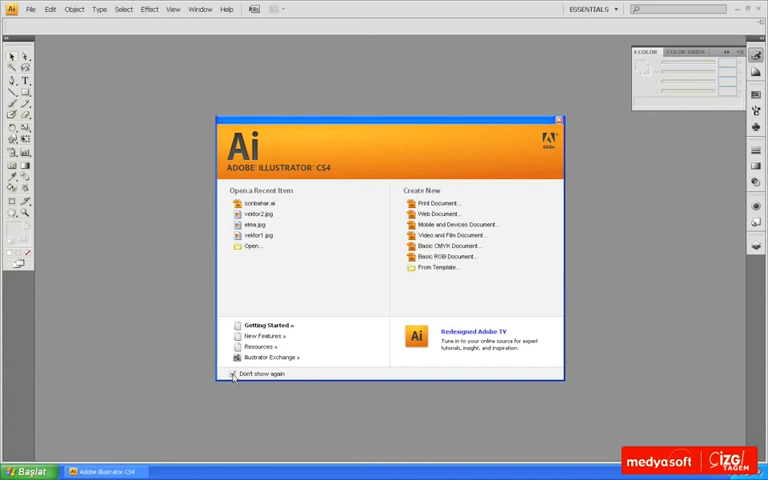 Ai
File
Edit
Object
Type
Select
Effect
View
Window
Help
ESSENTIALS
COLOR
COLOR GUIDE
Ai
ADOBE® ILLUSTRATOR® CS4
Adobe
Open a Recent Item
sonbahar.ai
vektor2.jpg
elma.jpg
vektor1.jpg
Open...
Create New
Print Document...
Web Document...
Mobile and Devices Document...
Video and Film Document...
Basic CMYK Document...
Basic RGB Document...
From Template...
Getting Started »
New Features »
Resources »
Illustrator Exchange »
Ai
Redesigned Adobe TV
Tune in to your online source for expert
tutorials, insight, and inspiration.
Don't show again
Başlat
Ai
Adobe Illustrator CS4
medyasoft
çizgi
TAGEM